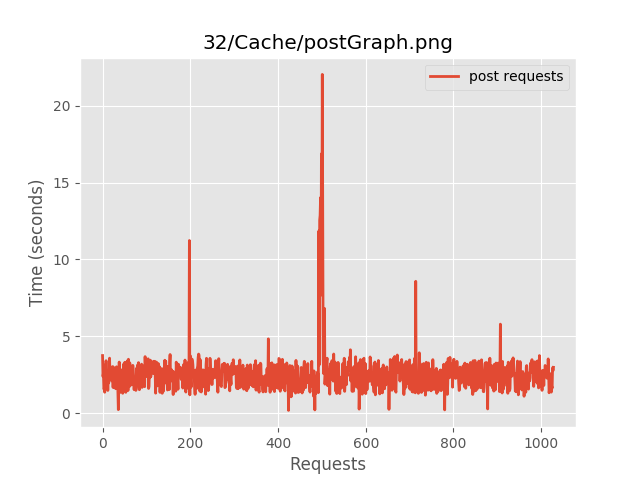 32/Cache/postGraph.png
post requests
Time (seconds)
20
15
10
5
0
0 200 400 600 800 1000
Requests